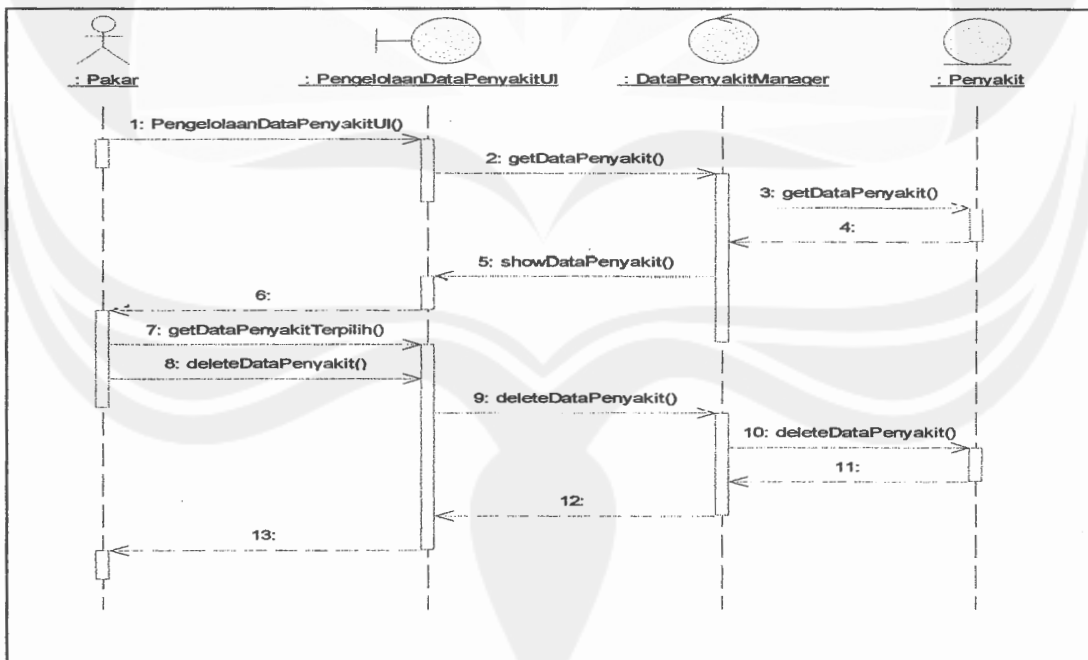 : Pakar
: PengelolaanDataPenyakitUI
: DataPenyakitManager
: Penyakit
1: PengelolaanDataPenyakitUI()
2: getDataPenyakit()
3: getDataPenyakit()
4:
5: showDataPenyakit()
6:
7: getDataPenyakitTerpilih()
8: deleteDataPenyakit()
9: deleteDataPenyakit()
10: deleteDataPenyakit()
11:
12:
13: